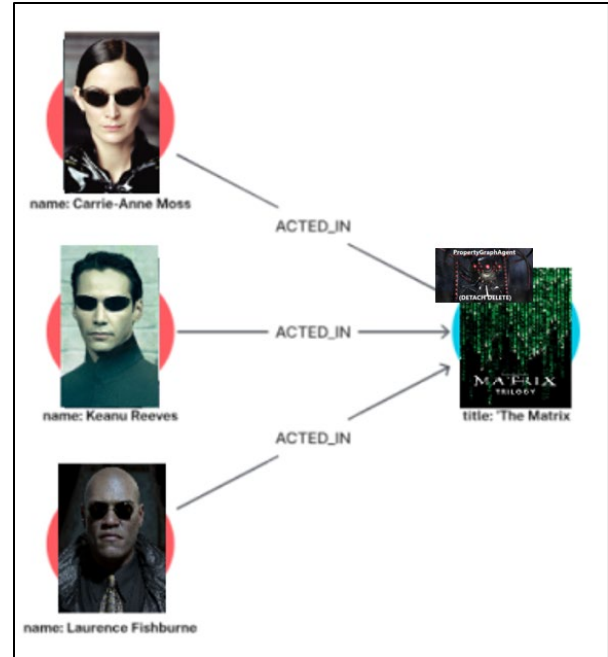 name: Carrie-Anne Moss
ACTED_IN
PropertyGraphAgent
(DETACH DELETE)
ACTED_IN
MATRIX
TRILOGY
name: Keanu Reeves
title: 'The Matrix
ACTED_IN
name: Laurence Fishburne